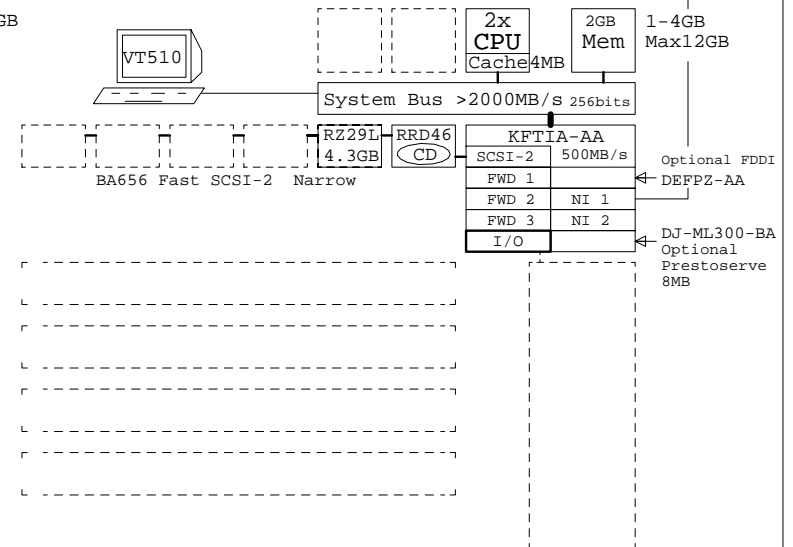 GB
2x
CPU
Cache 4MB
2GB
Mem
1-4GB
Max12GB
VT510
System Bus >2000MB/s 256bits
RZ29L
4.3GB
RRD46
CD
KFTIA-AA
SCSI-2
500MB/s
FWD 1
FWD 2
NI 1
FWD 3
NI 2
I/O
Optional FDDI
DEFPZ-AA
DJ-ML300-BA
Optional
Prestoserve
8MB
BA656 Fast SCSI-2 Narrow